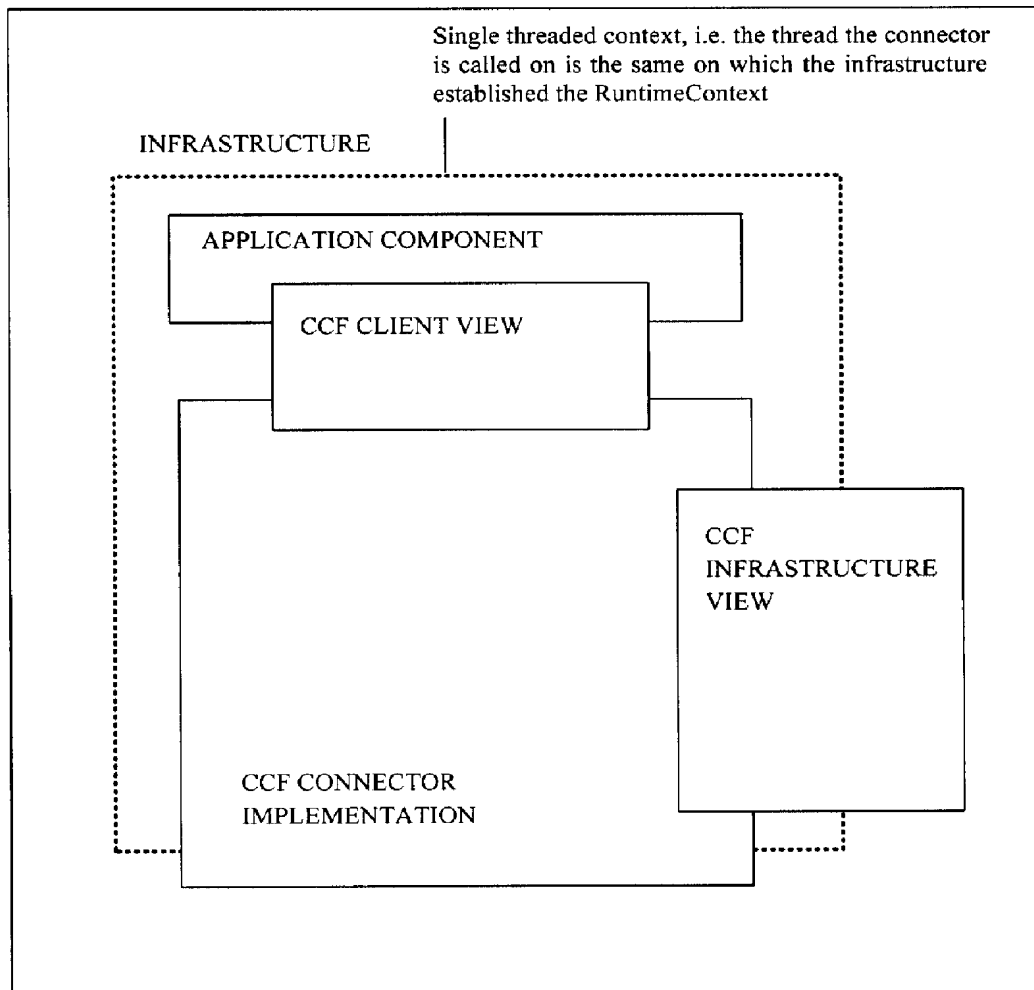 Single threaded context, i.e. the thread the connector
is called on is the same on which the infrastructure
established the RuntimeContext
INFRASTRUCTURE
APPLICATION COMPONENT
CCF CLIENT VIEW
CCF
INFRASTRUCTURE
VIEW
CCF CONNECTOR
IMPLEMENTATION